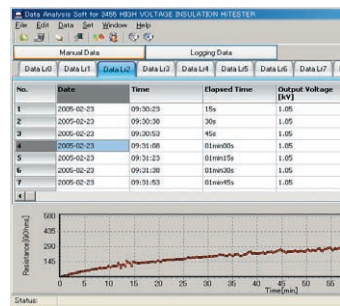 Data Analysis Soft for 3455 HIGH VOLTAGE INSULATION HiTESTER
File Edit Data Set Window Help
Manual Data Logging Data
Data Lr0 Data Lr1 Data Lr2 Data Lr3 Data Lr4 Data Lr5 Data Lr6 Data Lr7
No. Date Time Elapsed Time Output Voltage [kV]
1 2005-02-23 09:30:23 15s 1.05
2 2005-02-23 09:30:38 30s 1.05
3 2005-02-23 09:30:53 45s 1.05
4 2005-02-23 09:31:08 01min00s 1.05
5 2005-02-23 09:31:23 01min15s 1.05
6 2005-02-23 09:31:38 01min30s 1.05
7 2005-02-23 09:31:53 01min45s 1.05
Resistance[GOhms]
580
435
290
145
0 5 10 15 20 25 30 35 40 45 50 55
Time[min]
Status: